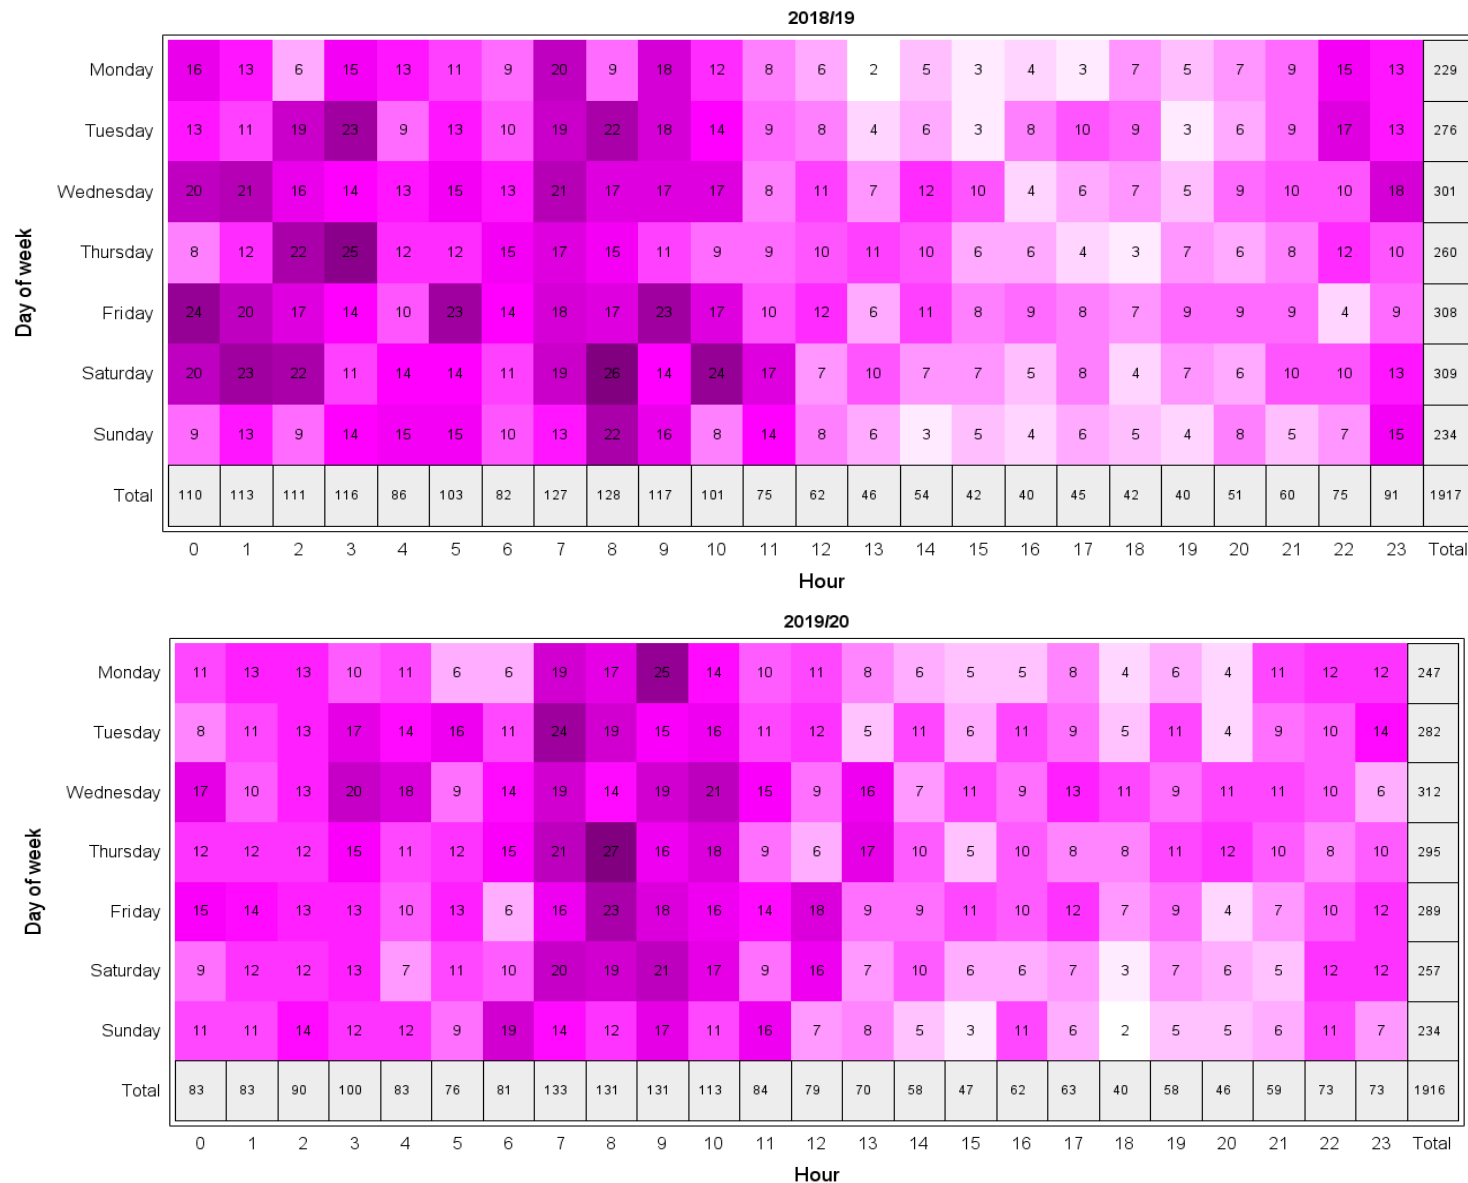 2018/19
Monday 16 13 6 15 13 11 9 20 9 18 12 8 6 2 5 3 4 3 7 5 7 9 15 13 229
Tuesday 13 11 19 23 9 13 10 19 22 18 14 9 8 4 6 3 8 10 9 3 6 9 17 13 276
Wednesday 20 21 16 14 13 15 13 21 17 17 17 8 11 7 12 10 4 6 7 5 9 10 10 18 301
Thursday 8 12 22 25 12 12 15 17 15 11 9 9 10 11 10 6 6 4 3 7 6 8 12 10 260
Friday 24 20 17 14 10 23 14 18 17 23 17 10 12 6 11 8 9 8 7 9 9 9 4 9 308
Saturday 20 23 22 11 14 14 11 19 26 14 24 17 7 10 7 7 5 8 4 7 6 10 10 13 309
Sunday 9 13 9 14 15 15 10 13 22 16 8 14 8 6 3 5 4 6 5 4 8 5 7 15 234
Total 110 113 111 116 86 103 82 127 128 117 101 75 62 46 54 42 40 45 42 40 51 60 75 91 1917
0 1 2 3 4 5 6 7 8 9 10 11 12 13 14 15 16 17 18 19 20 21 22 23 Total
Hour
Day of week
2019/20
Monday 11 13 13 10 11 6 6 19 17 25 14 10 11 8 6 5 5 8 4 6 4 11 12 12 247
Tuesday 8 11 13 17 14 16 11 24 19 15 16 11 12 5 11 6 11 9 5 11 4 9 10 14 282
Wednesday 17 10 13 20 18 9 14 19 14 19 21 15 9 16 7 11 9 13 11 9 11 11 10 6 312
Thursday 12 12 12 15 11 12 15 21 27 16 18 9 6 17 10 5 10 8 8 11 12 10 8 10 295
Friday 15 14 13 13 10 13 6 16 23 18 16 14 18 9 9 11 10 12 7 9 4 7 10 12 289
Saturday 9 12 12 13 7 11 10 20 19 21 17 9 16 7 10 6 6 7 3 7 6 5 12 12 257
Sunday 11 11 14 12 12 9 19 14 12 17 11 16 7 8 5 3 11 6 2 5 5 6 11 7 234
Total 83 83 90 100 83 76 81 133 131 131 113 84 79 70 58 47 62 63 40 58 46 59 73 73 1916
0 1 2 3 4 5 6 7 8 9 10 11 12 13 14 15 16 17 18 19 20 21 22 23 Total
Hour
Day of week